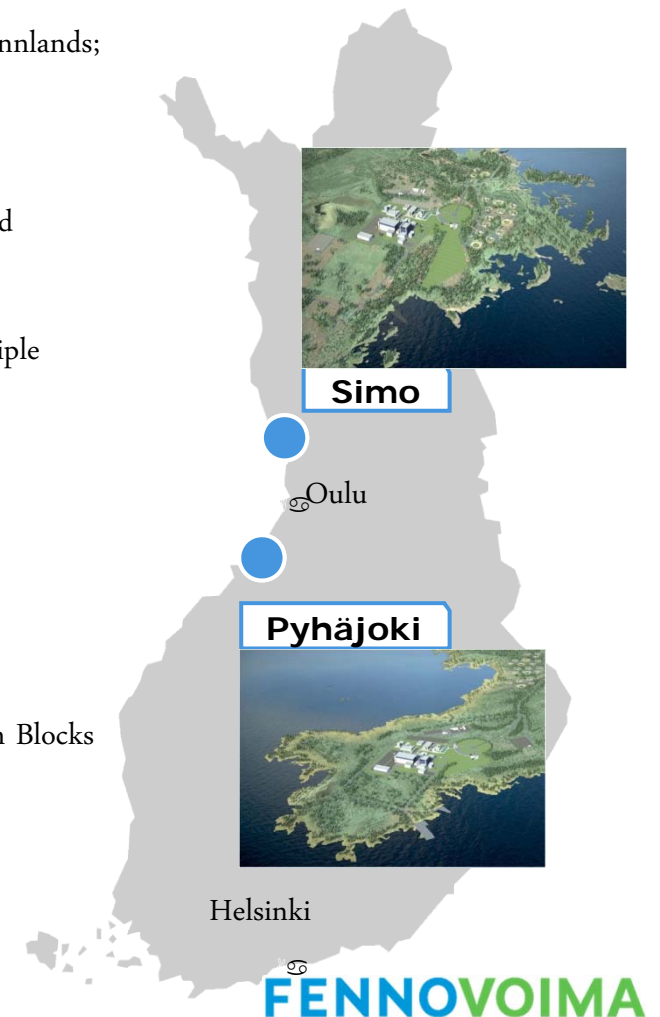 nnlands;
d
iple
Simo
♋Oulu
Pyhäjoki
n Blocks
Helsinki
♋
FENNOVOIMA